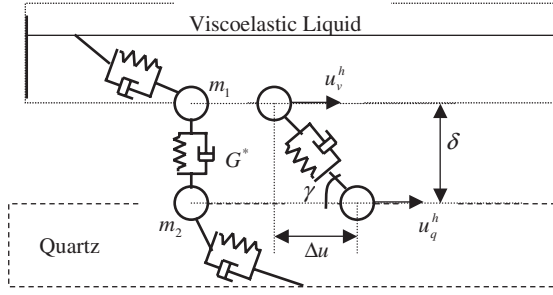 Viscoelastic Liquid
m₁
u_v^h
G*
δ
m₂
γ
u_q^h
Quartz
Δu